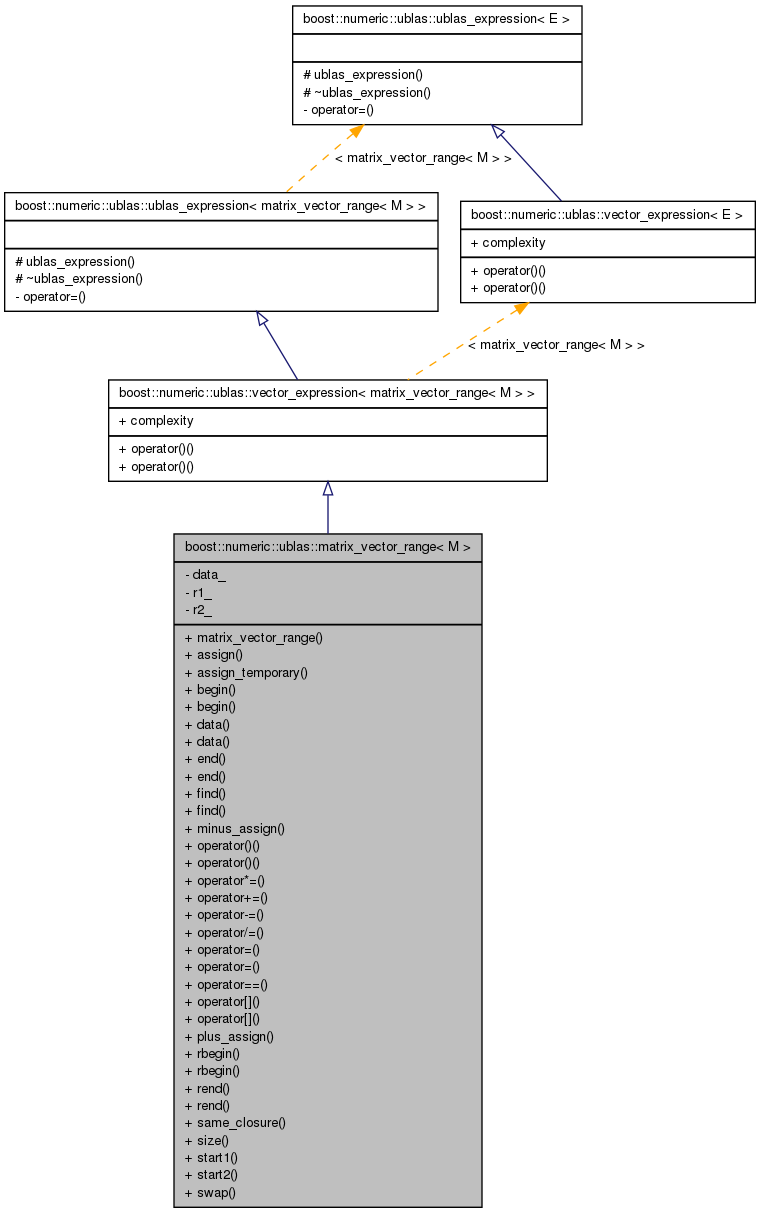 boost::numeric::ublas::ublas_expression< E >
# ublas_expression()
# ~ublas_expression()
- operator=()
< matrix_vector_range< M > >
boost::numeric::ublas::ublas_expression< matrix_vector_range< M > >
# ublas_expression()
# ~ublas_expression()
- operator=()
boost::numeric::ublas::vector_expression< E >
+ complexity
+ operator()()
+ operator()()
< matrix_vector_range< M > >
boost::numeric::ublas::vector_expression< matrix_vector_range< M > >
+ complexity
+ operator()()
+ operator()()
boost::numeric::ublas::matrix_vector_range< M >
- data_
- r1_
- r2_
+ matrix_vector_range()
+ assign()
+ assign_temporary()
+ begin()
+ begin()
+ data()
+ data()
+ end()
+ end()
+ find()
+ find()
+ minus_assign()
+ operator()()
+ operator()()
+ operator*=()
+ operator+=()
+ operator-=()
+ operator/=()
+ operator=()
+ operator=()
+ operator==()
+ operator[]()
+ operator[]()
+ plus_assign()
+ rbegin()
+ rbegin()
+ rend()
+ rend()
+ same_closure()
+ size()
+ start1()
+ start2()
+ swap()